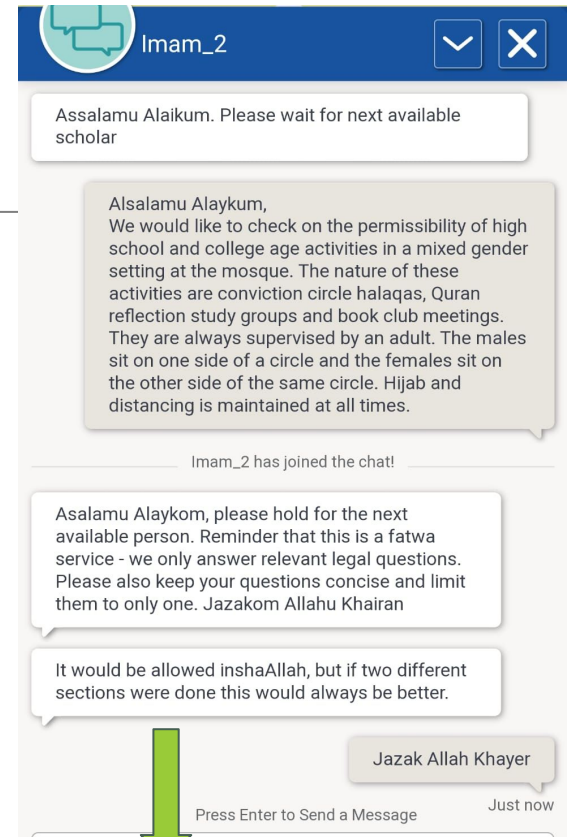 Imam_2
Assalamu Alaikum. Please wait for next available
scholar
Alsalamu Alaykum,
We would like to check on the permissibility of high
school and college age activities in a mixed gender
setting at the mosque. The nature of these
activities are conviction circle halaqas, Quran
reflection study groups and book club meetings.
They are always supervised by an adult. The males
sit on one side of a circle and the females sit on
the other side of the same circle. Hijab and
distancing is maintained at all times.
Imam_2 has joined the chat!
Asalamu Alaykom, please hold for the next
available person. Reminder that this is a fatwa
service - we only answer relevant legal questions.
Please also keep your questions concise and limit
them to only one. Jazakom Allahu Khairan
It would be allowed inshaAllah, but if two different
sections were done this would always be better.
Jazak Allah Khayer
Just now
Press Enter to Send a Message